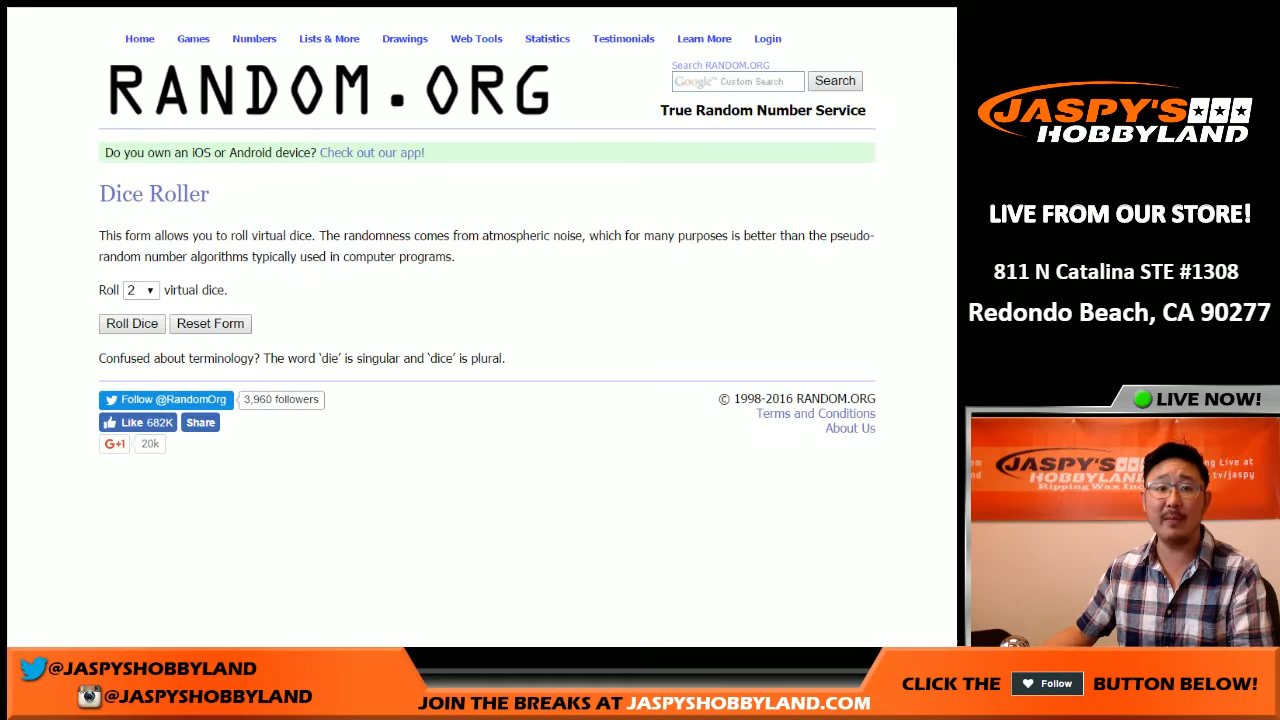 Home Games Numbers Lists & More Drawings Web Tools Statistics Testimonials Learn More Login
RANDOM.ORG
Search RANDOM.ORG
Google™ Custom Search Search
True Random Number Service
Do you own an iOS or Android device? Check out our app!
Dice Roller
This form allows you to roll virtual dice. The randomness comes from atmospheric noise, which for many purposes is better than the pseudo-
random number algorithms typically used in computer programs.
Roll 2 ▼ virtual dice.
Roll Dice Reset Form
Confused about terminology? The word ‘die’ is singular and ‘dice’ is plural.
Follow @RandomOrg 3,960 followers
Like 682K Share
G+1 20k
© 1998-2016 RANDOM.ORG
Terms and Conditions
About Us
JASPY'S
HOBBYLAND
LIVE FROM OUR STORE!
811 N Catalina STE #1308
Redondo Beach, CA 90277
LIVE NOW!
JASPY'S
HOBBYLAND
Ripping Wax Inc
ng Live at
tv/jaspy
@JASPYSHOBBYLAND
@JASPYSHOBBYLAND
JOIN THE BREAKS AT JASPYSHOBBYLAND.COM
CLICK THE Follow BUTTON BELOW!